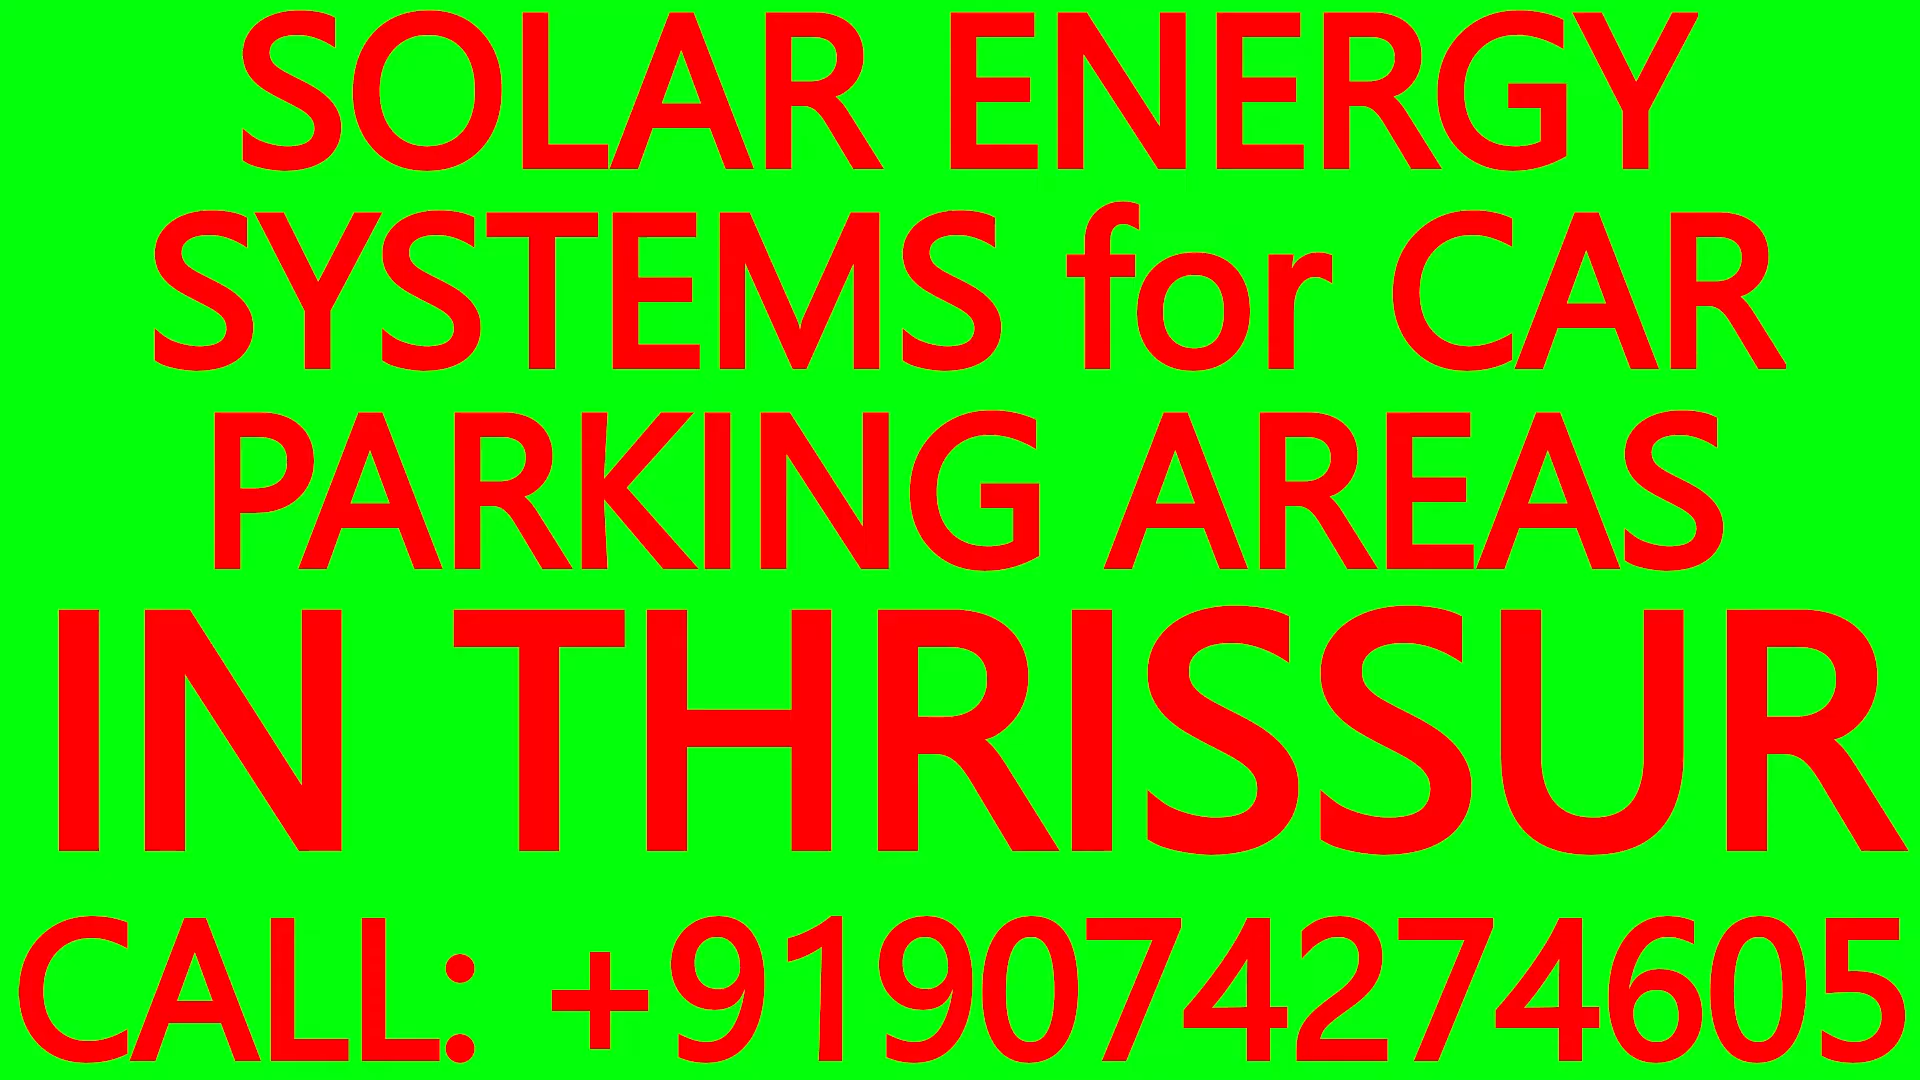 SOLAR ENERGY
SYSTEMS for CAR
PARKING AREAS
IN THRISSUR
CALL: +919074274605